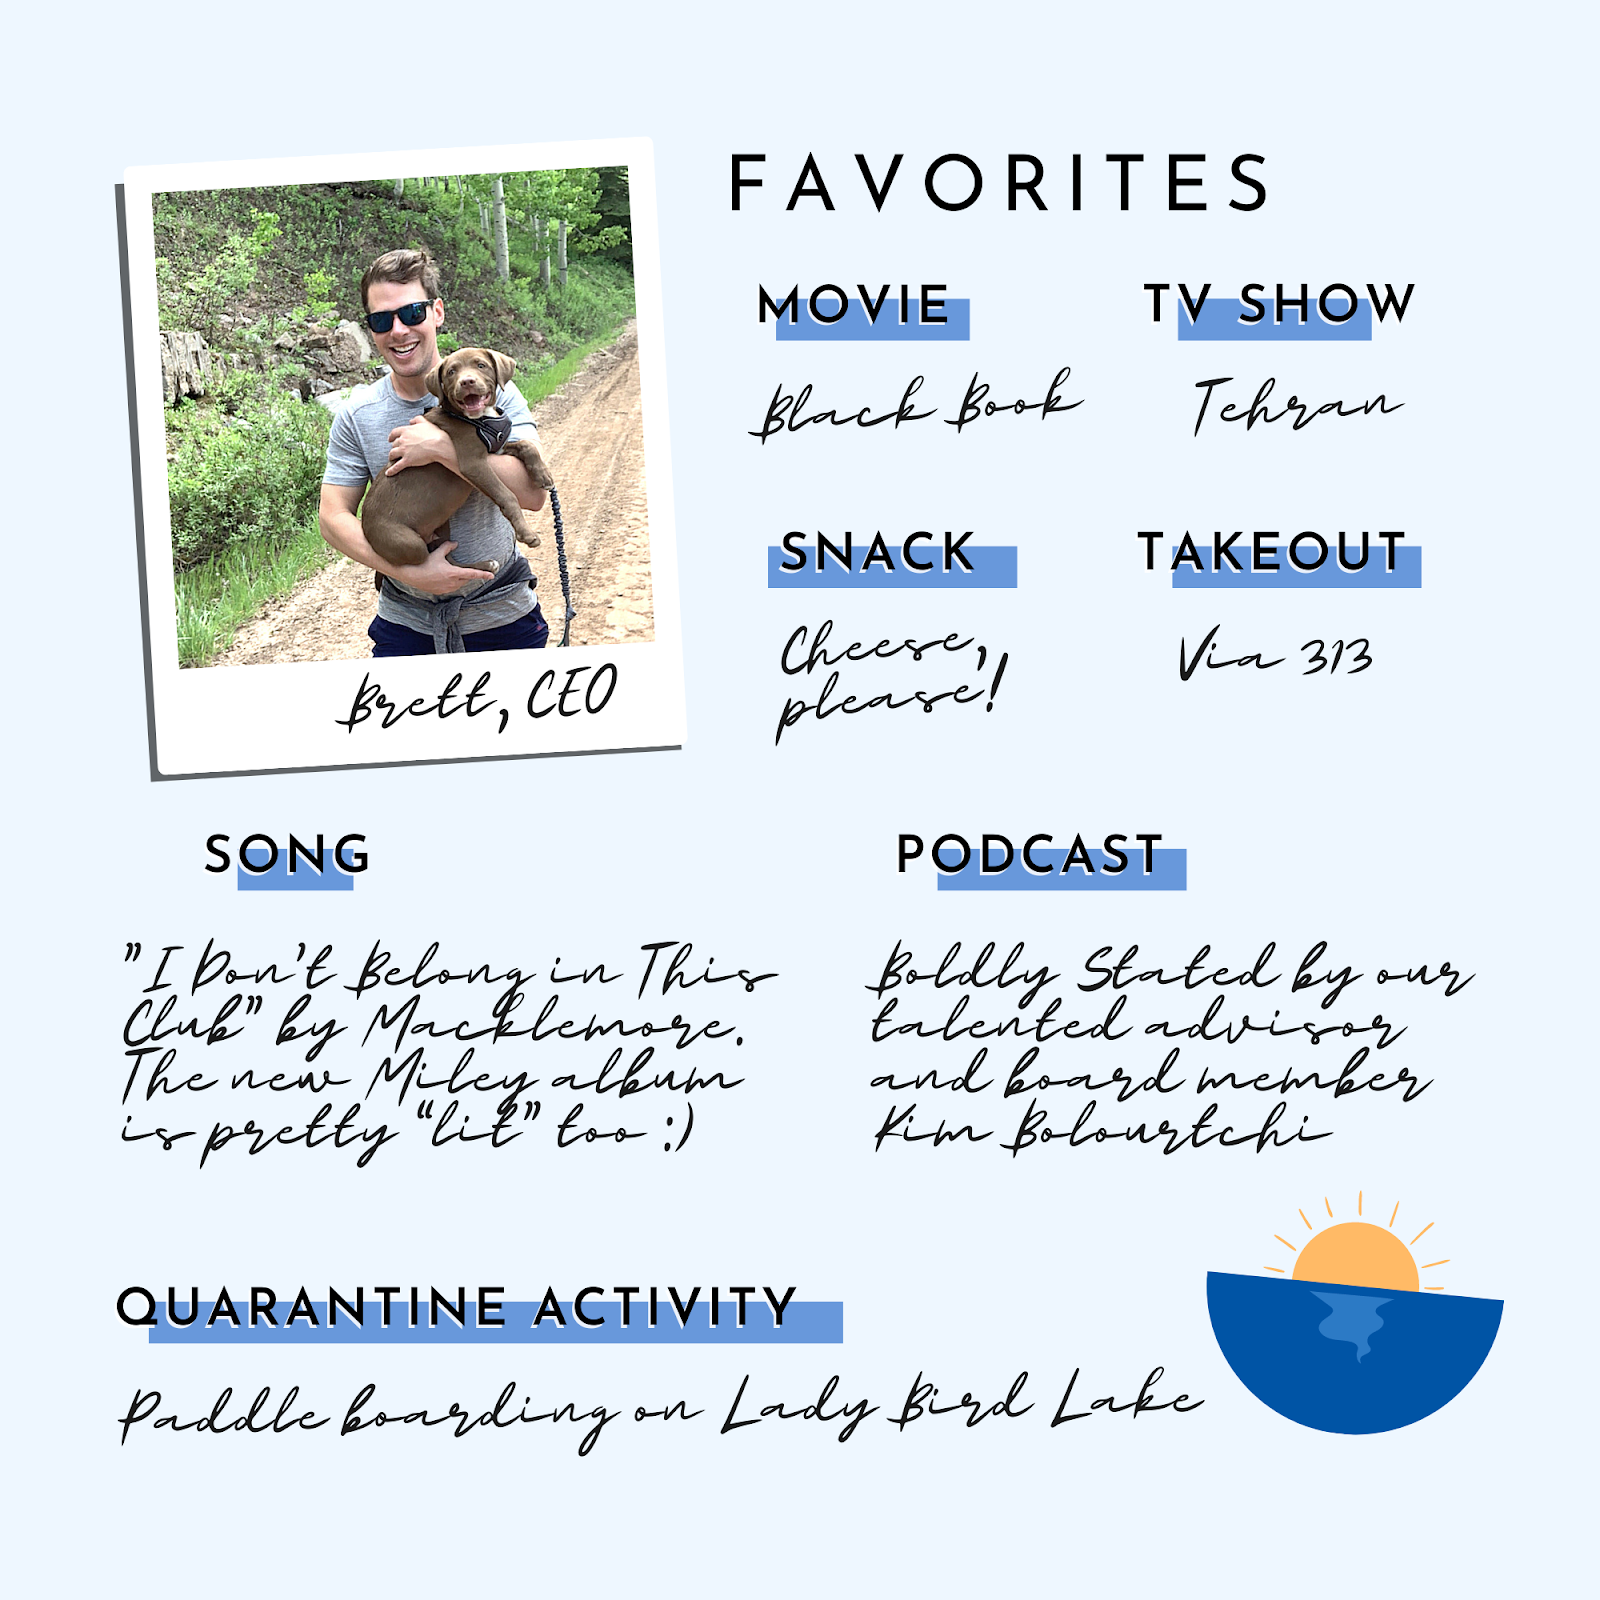 FAVORITES
MOVIE
Black Book
TV SHOW
Tehran
SNACK
Cheese,
please!
TAKEOUT
Via 313
Brett, CEO
SONG
"I Don't Belong in This
Club" by Macklemore.
The new Miley album
is pretty "lit" too :)
PODCAST
Boldly Stated by our
talented advisor
and board member
Kim Bolourtchi
QUARANTINE ACTIVITY
Paddle boarding on Lady Bird Lake